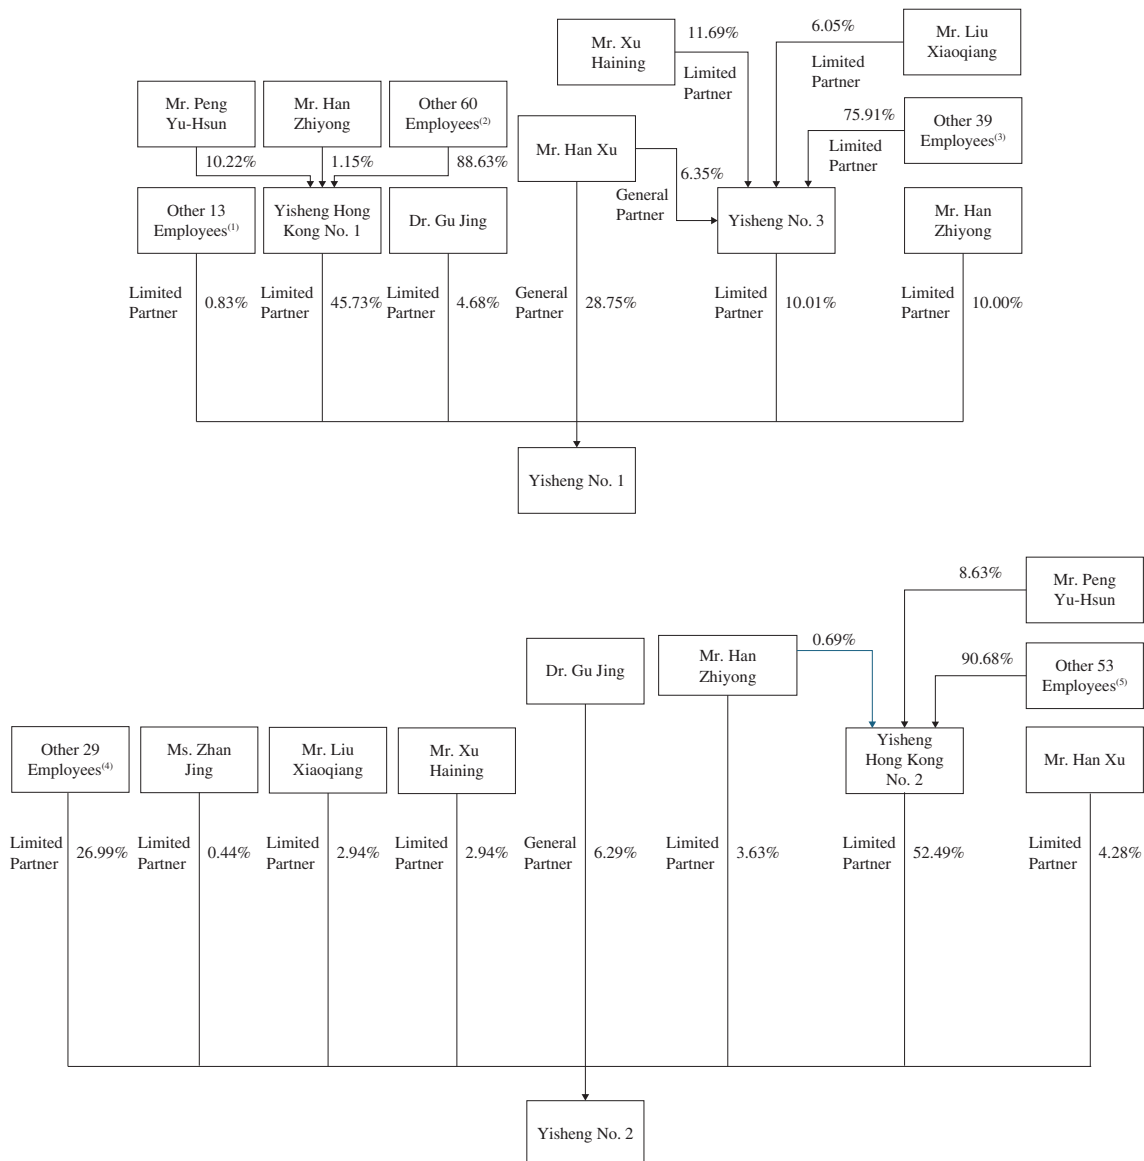 Mr. Xu
Haining
11.69%
Limited
Partner
6.05%
Limited
Partner
Mr. Liu
Xiaoqiang
Mr. Peng
Yu-Hsun
Mr. Han
Zhiyong
Other 60
Employees(2)
Mr. Han Xu
75.91%
Limited
Partner
Other 39
Employees(3)
10.22%
1.15%
88.63%
6.35%
General
Partner
Other 13
Employees(1)
Yisheng Hong
Kong No. 1
Dr. Gu Jing
Yisheng No. 3
Mr. Han
Zhiyong
Limited
Partner
0.83%
Limited
Partner
45.73%
Limited
Partner
4.68%
General
Partner
28.75%
Limited
Partner
10.01%
Limited
Partner
10.00%
Yisheng No. 1
8.63%
Mr. Peng
Yu-Hsun
Dr. Gu Jing
Mr. Han
Zhiyong
0.69%
90.68%
Other 53
Employees(5)
Other 29
Employees(4)
Ms. Zhan
Jing
Mr. Liu
Xiaoqiang
Mr. Xu
Haining
Yisheng
Hong Kong
No. 2
Mr. Han Xu
Limited
Partner
26.99%
Limited
Partner
0.44%
Limited
Partner
2.94%
Limited
Partner
2.94%
General
Partner
6.29%
Limited
Partner
3.63%
Limited
Partner
52.49%
Limited
Partner
4.28%
Yisheng No. 2